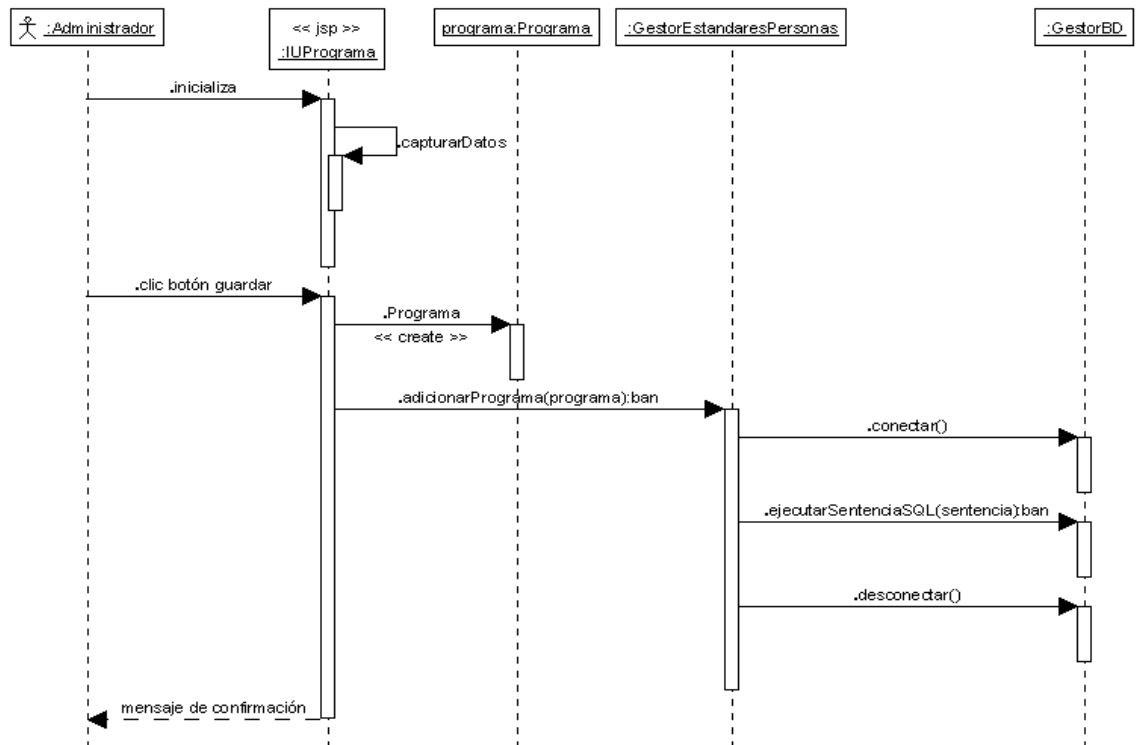 :Administrador
<< jsp >>
:IUPrograma
programa:Programa
:GestorEstandaresPersonas
:GestorBD
.inicializa
.capturarDatos
.clic botón guardar
.Programa
<< create >>
.adicionarPrograma(programa):ban
.conectar()
.ejecutarSentenciaSQL(sentencia):ban
.desconectar()
mensaje de confirmación